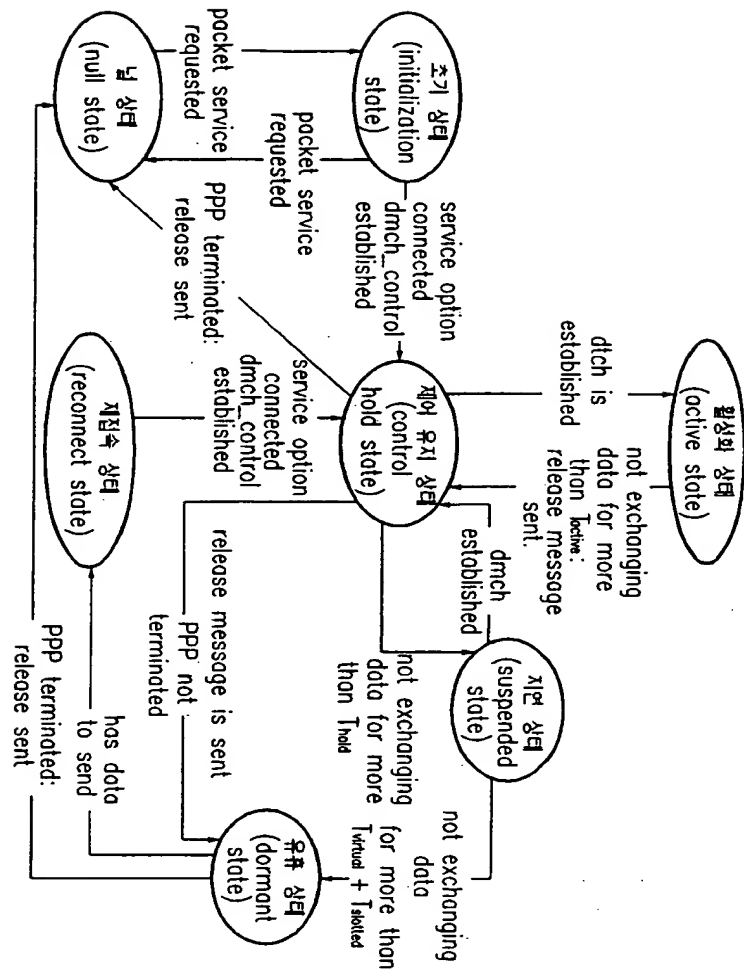 활성화 상태
(active state)
dtch is
established
not exchanging
data for more
than Tactive:
release message
sent.
초기 상태
(initialization
state)
service option
connected
dmch_control
established
제어 유지 상태
(control
hold state)
dmch
established
지연 상태
(suspended
state)
not exchanging
data for more
than Thold
not exchanging
data
for more than
Tvirtual + Tslotted
packet service
requested
packet service
requested
널 상태
(null state)
PPP terminated:
release sent
service option
connected
dmch_control
established
재접속 상태
(reconnect state)
release message is sent
PPP not
terminated
유휴 상태
(dormant
state)
has data
to send
PPP terminated:
release sent